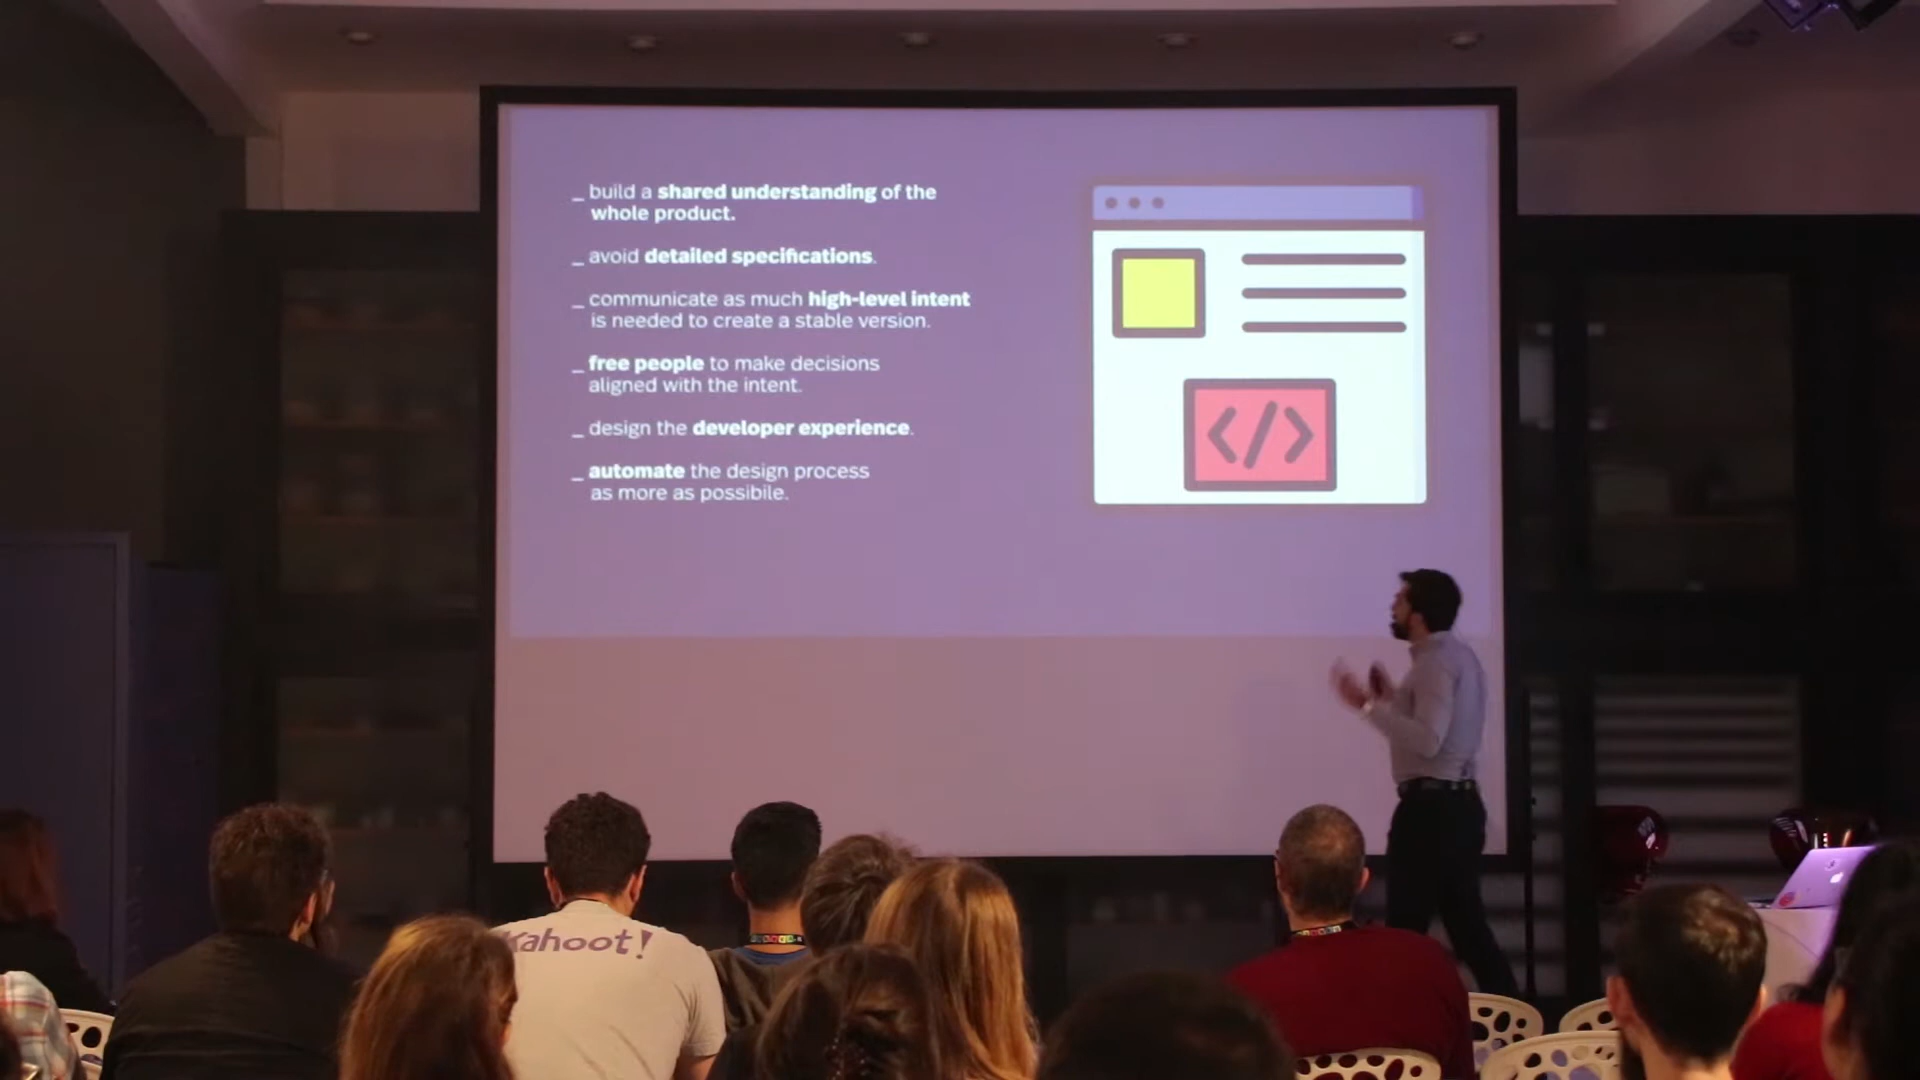 _ build a shared understanding of the
whole product.
_ avoid detailed specifications.
_ communicate as much high-level intent
is needed to create a stable version.
_ free people to make decisions
aligned with the intent.
_ design the developer experience.
_ automate the design process
as more as possibile.
</>
Kahoot!